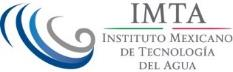 IMTA
INSTITUTO MEXICANO
DE TECNOLOGÍA
DEL AGUA